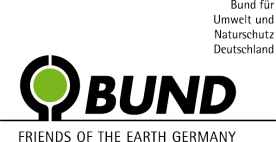 Bund für
Umwelt und
Naturschutz
Deutschland
BUND
FRIENDS OF THE EARTH GERMANY